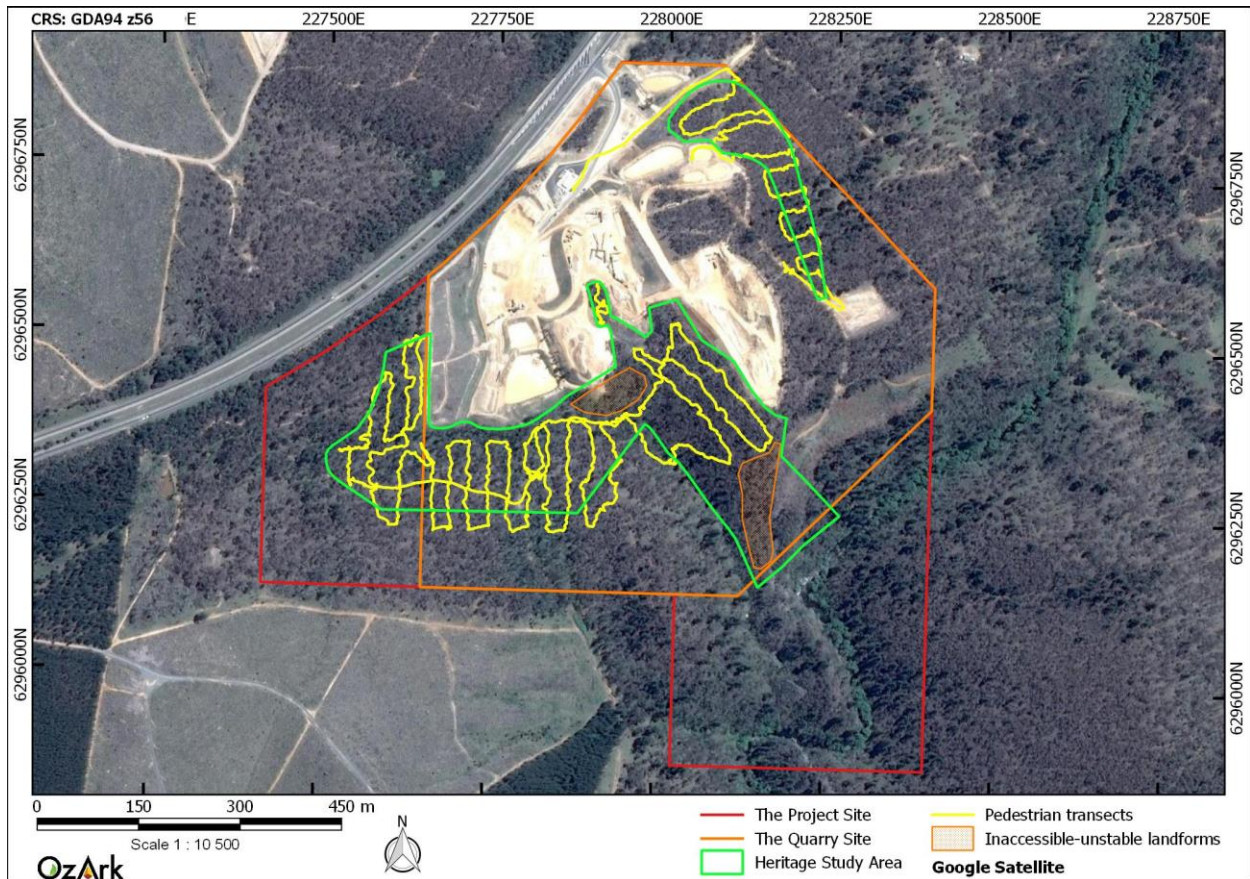 CRS: GDA94 z56
E
227500E
227750E
228000E
228250E
228500E
228750E
6296750N
6296500N
6296250N
6296000N
6296750N
6296500N
6296250N
6296000N
0 150 300 450 m
Scale 1 : 10 500
N
OzArk
The Project Site
The Quarry Site
Heritage Study Area
Pedestrian transects
Inaccessible-unstable landforms
Google Satellite